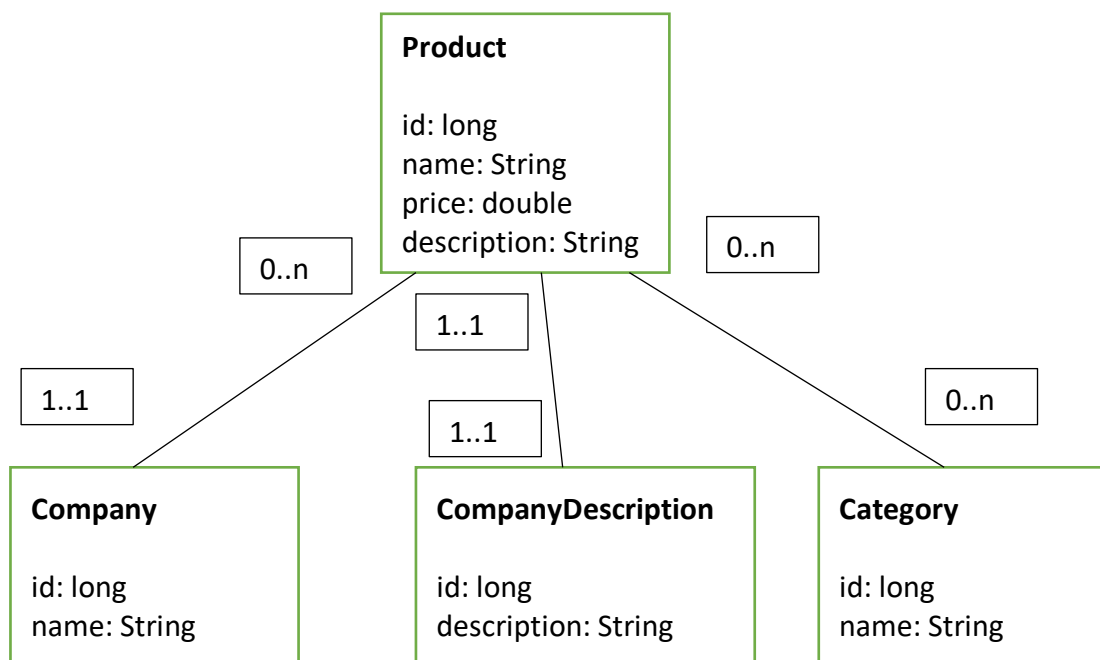 Product
id: long
name: String
price: double
description: String
0..n
0..n
1..1
1..1
0..n
1..1
Company
id: long
name: String
CompanyDescription
id: long
description: String
Category
id: long
name: String